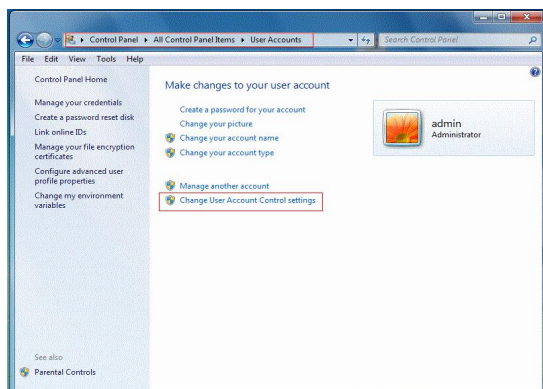 Control Panel ▸ All Control Panel Items ▸ User Accounts
Search Control Panel
File Edit View Tools Help
Control Panel Home
Manage your credentials
Create a password reset disk
Link online IDs
Manage your file encryption
certificates
Configure advanced user
profile properties
Change my environment
variables
See also
Parental Controls
Make changes to your user account
Create a password for your account
Change your picture
Change your account name
Change your account type
Manage another account
Change User Account Control settings
admin
Administrator